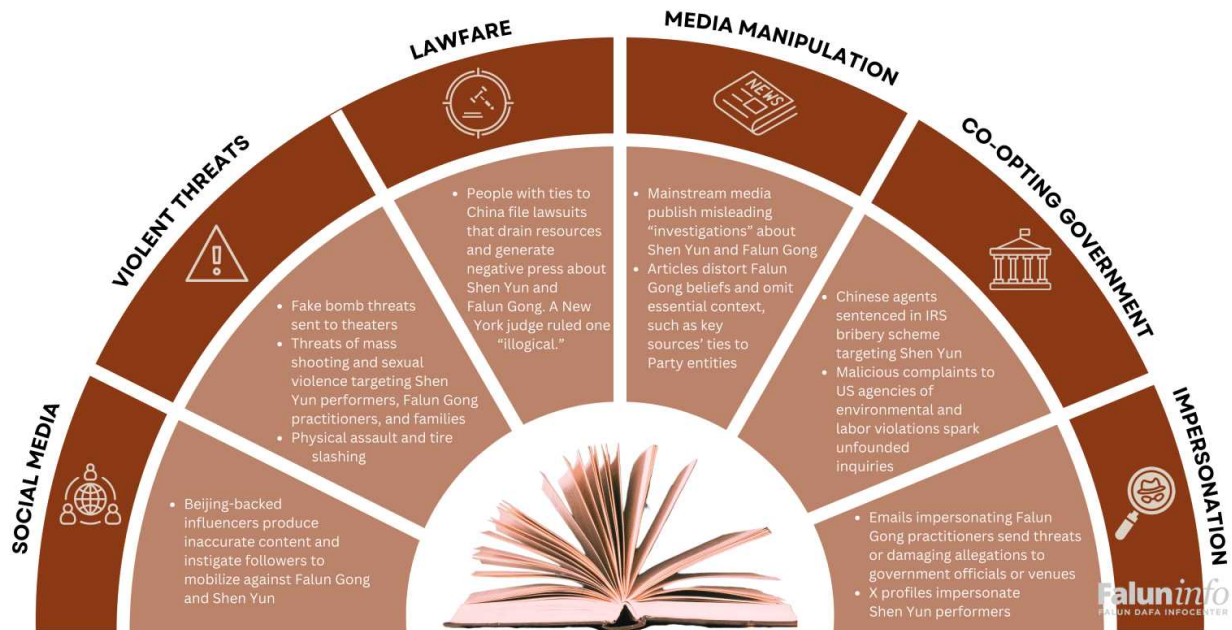 SOCIAL MEDIA
• Beijing-backed
influencers produce
inaccurate content and
instigate followers to
mobilize against Falun Gong
and Shen Yun
VIOLENT THREATS
• Fake bomb threats
sent to theaters
• Threats of mass
shooting and sexual
violence targeting Shen
Yun performers, Falun Gong
practitioners, and families
• Physical assault and tire
slashing
LAWFARE
• People with ties to
China file lawsuits
that drain resources
and generate
negative press about
Shen Yun and
Falun Gong. A New
York judge ruled one
“illogical.”
MEDIA MANIPULATION
NEWS
• Mainstream media
publish misleading
“investigations” about
Shen Yun and Falun Gong
• Articles distort Falun
Gong beliefs and omit
essential context,
such as key
sources’ ties to
Party entities
CO-OPTING GOVERNMENT
• Chinese agents
sentenced in IRS
bribery scheme
targeting Shen Yun
• Malicious complaints to
US agencies of
environmental and
labor violations spark
unfounded
inquiries
IMPERSONATION
• Emails impersonating Falun
Gong practitioners send threats
or damaging allegations to
government officials or venues
• X profiles impersonate
Shen Yun performers
Faluninfo
FALUN DAFA INFOCENTER